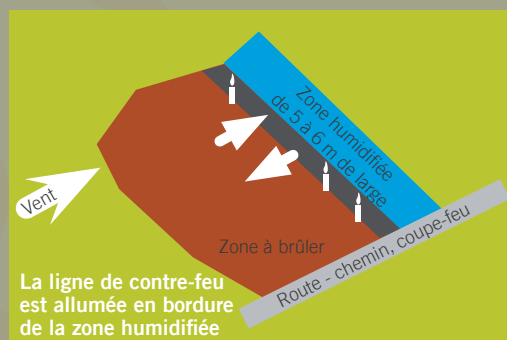 Zone humidifiée
de 5 à 6 m de large
Vent
Zone à brûler
Route - chemin, coupe-feu
La ligne de contre-feu
est allumée en bordure
de la zone humidifiée